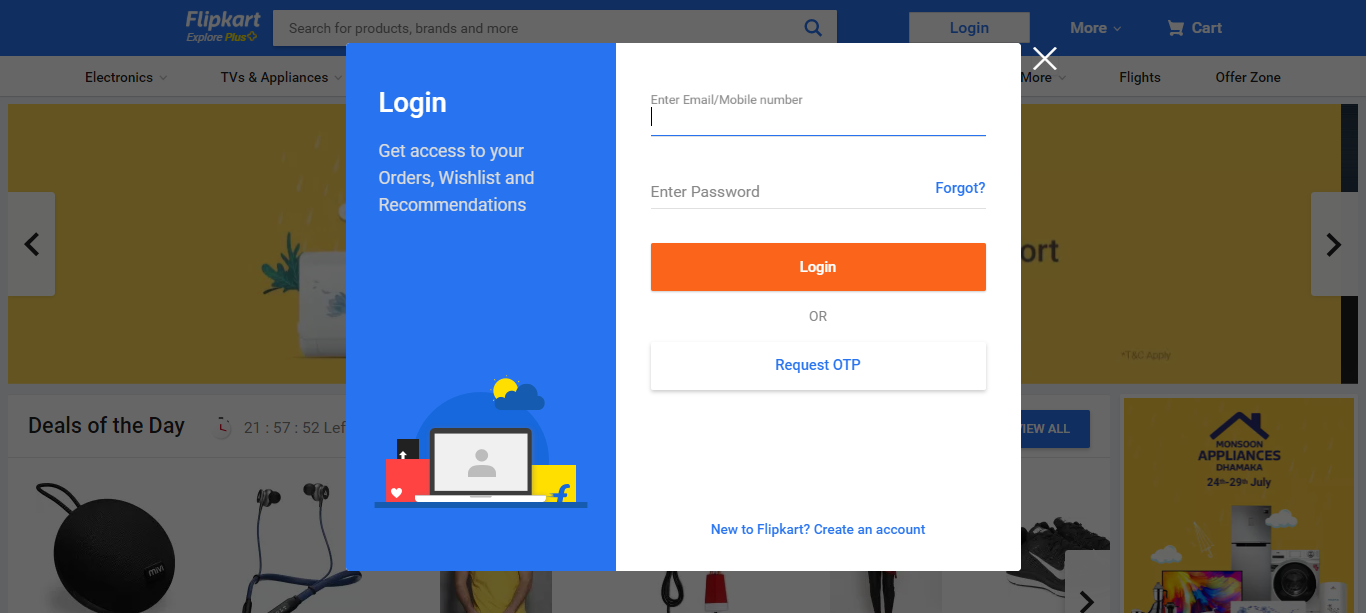 Flipkart
Explore Plus
Search for products, brands and more
Login
More
Cart
Electronics
TVs & Appliances
More
Flights
Offer Zone
Login
Get access to your
Orders, Wishlist and
Recommendations
Enter Email/Mobile number
Enter Password
Forgot?
Login
OR
Request OTP
New to Flipkart? Create an account
ort
*T&C Apply
Deals of the Day
21 : 57 : 52 Lef
VIEW ALL
MONSOON
APPLIANCES
DHAMAKA
24th-29th July
mivi